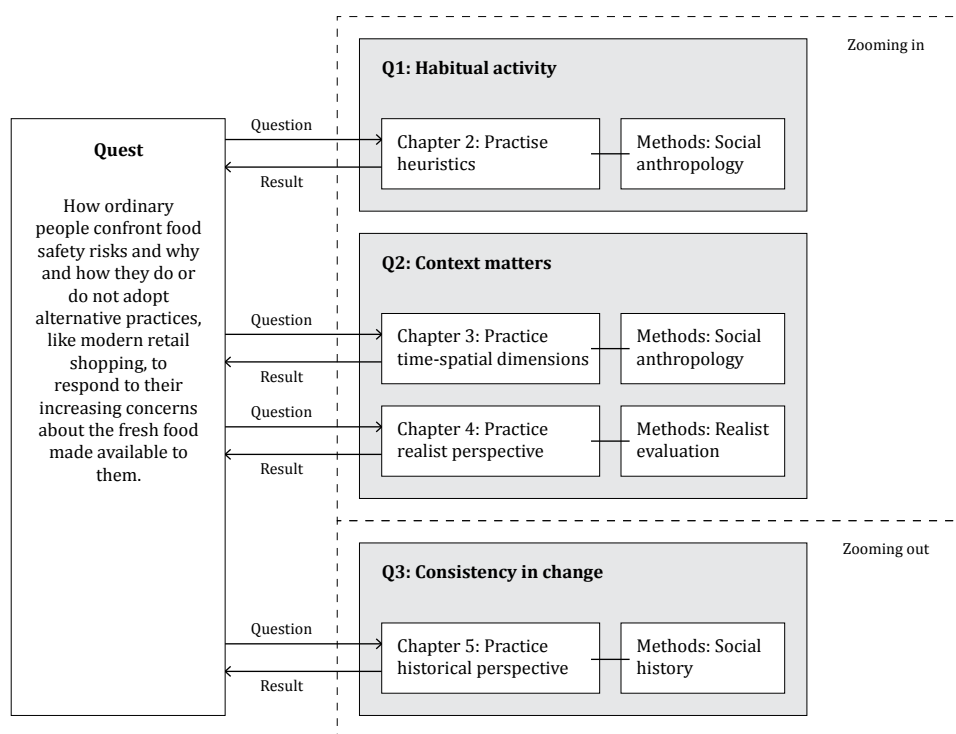 Zooming in
Q1: Habitual activity
Quest
How ordinary
people confront food
safety risks and why
and how they do or
do not adopt
alternative practices,
like modern retail
shopping, to
respond to their
increasing concerns
about the fresh food
made available to
them.
Question
Result
Chapter 2: Practise
heuristics
Methods: Social
anthropology
Q2: Context matters
Question
Result
Chapter 3: Practice
time-spatial dimensions
Methods: Social
anthropology
Question
Result
Chapter 4: Practice
realist perspective
Methods: Realist
evaluation
Zooming out
Q3: Consistency in change
Question
Result
Chapter 5: Practice
historical perspective
Methods: Social
history